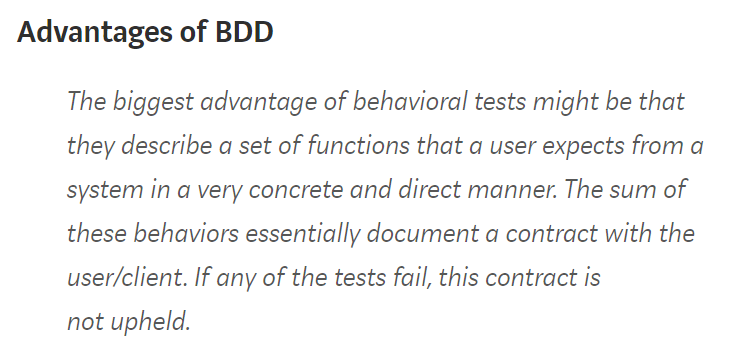 Advantages of BDD
The biggest advantage of behavioral tests might be that
they describe a set of functions that a user expects from a
system in a very concrete and direct manner. The sum of
these behaviors essentially document a contract with the
user/client. If any of the tests fail, this contract is
not upheld.